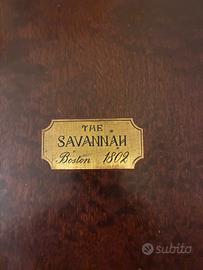 THE
SAVANNAH
Boston 1802
subito